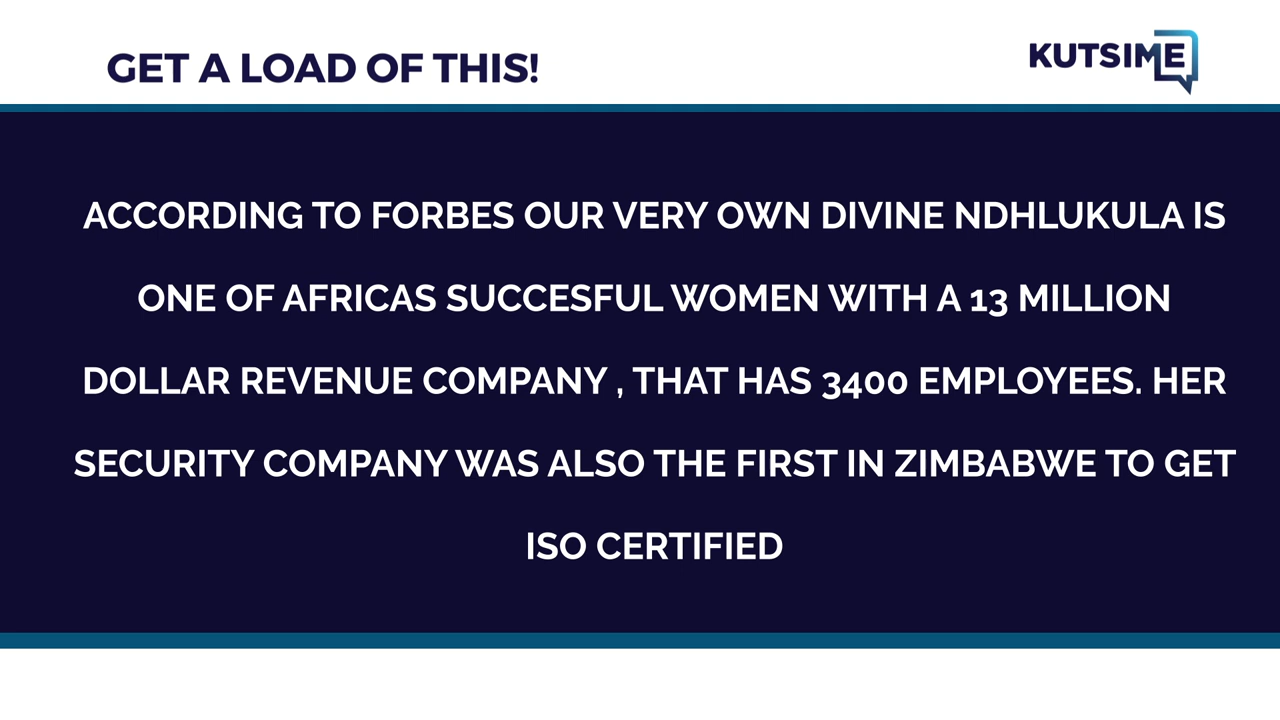 GET A LOAD OF THIS!
KUTSIME
ACCORDING TO FORBES OUR VERY OWN DIVINE NDHLUKULA IS
ONE OF AFRICAS SUCCESFUL WOMEN WITH A 13 MILLION
DOLLAR REVENUE COMPANY , THAT HAS 3400 EMPLOYEES. HER
SECURITY COMPANY WAS ALSO THE FIRST IN ZIMBABWE TO GET
ISO CERTIFIED